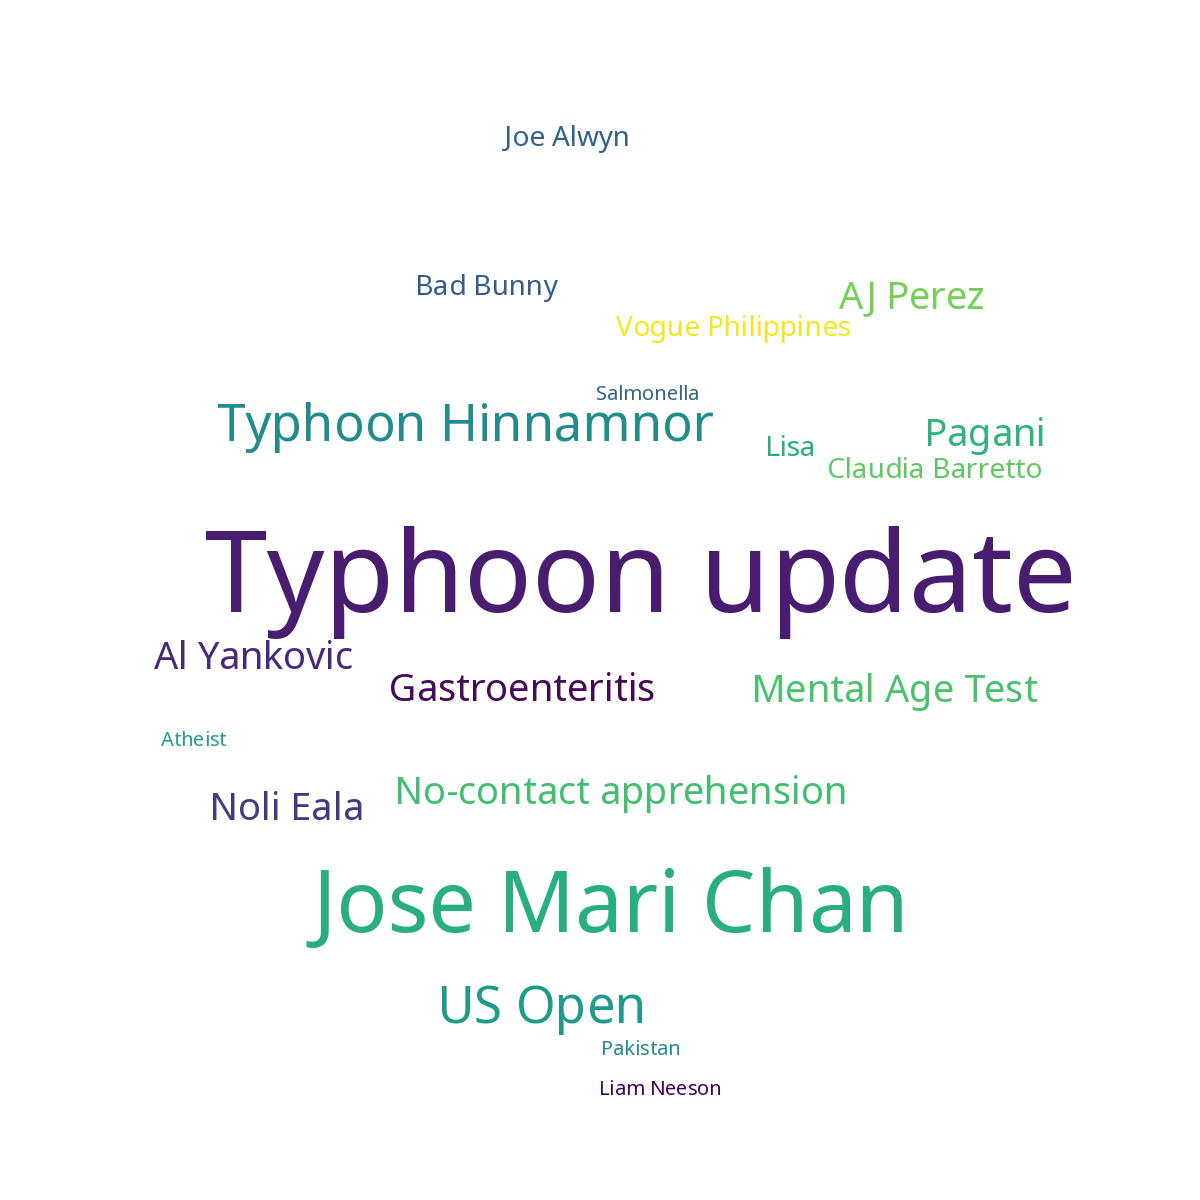 Joe Alwyn
Bad Bunny
AJ Perez
Vogue Philippines
Salmonella
Typhoon Hinnamnor
Lisa
Pagani
Claudia Barretto
Typhoon update
Al Yankovic
Gastroenteritis
Mental Age Test
Atheist
No-contact apprehension
Noli Eala
Jose Mari Chan
US Open
Pakistan
Liam Neeson